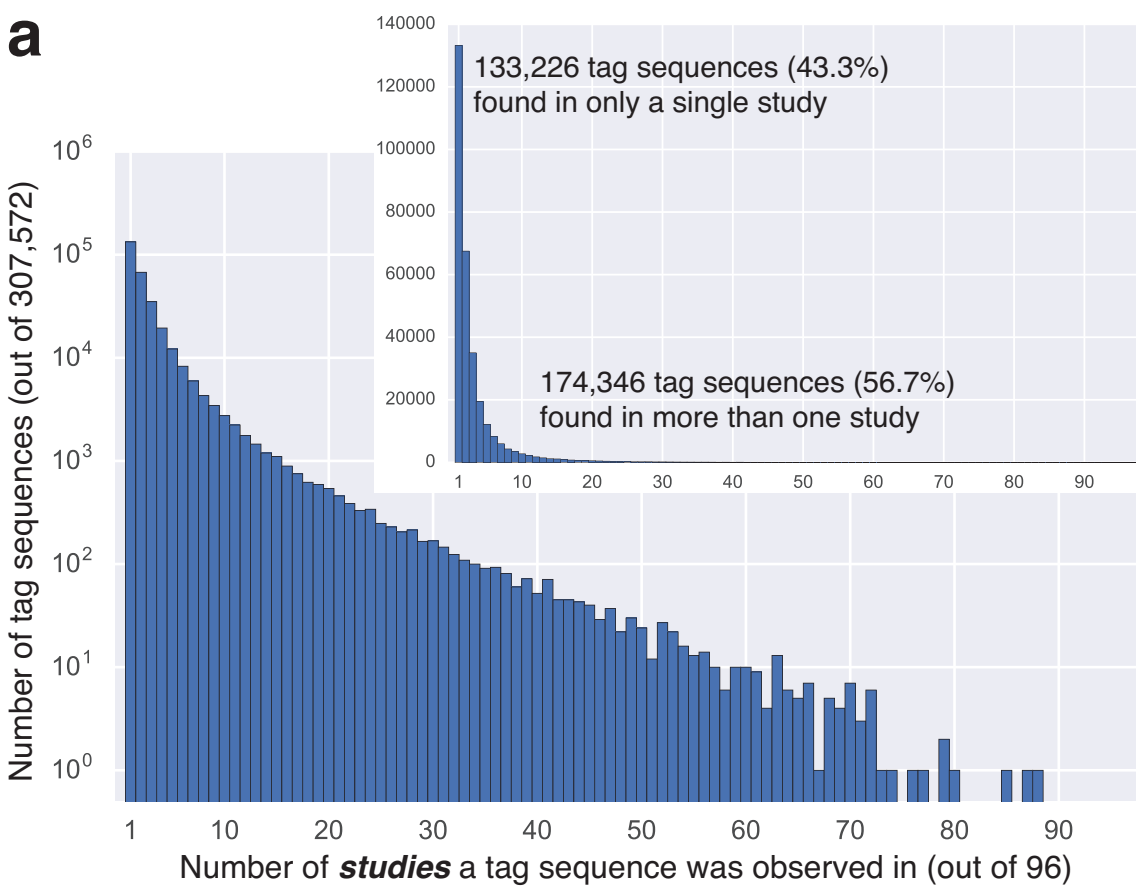 a
140000
120000
100000
80000
60000
40000
20000
0
133,226 tag sequences (43.3%)
found in only a single study
174,346 tag sequences (56.7%)
found in more than one study
1 10 20 30 40 50 60 70 80 90
Number of tag sequences (out of 307,572)
10^6
10^5
10^4
10^3
10^2
10^1
10^0
1 10 20 30 40 50 60 70 80 90
Number of studies a tag sequence was observed in (out of 96)